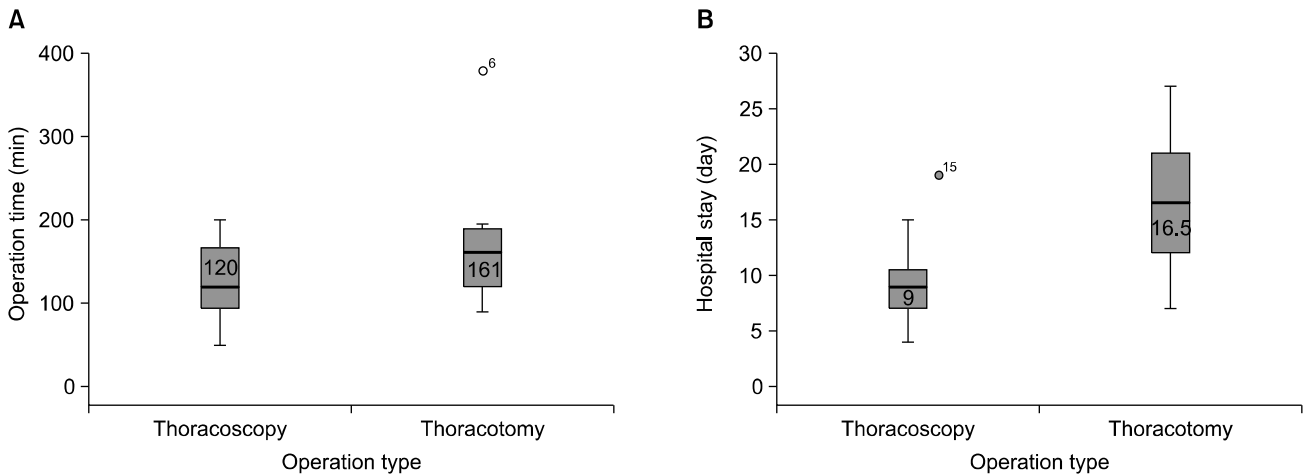 A
Operation time (min)
400
300
200
100
0
6
120
161
Thoracoscopy
Thoracotomy
Operation type
B
Hospital stay (day)
30
25
20
15
10
5
0
15
9
16.5
Thoracoscopy
Thoracotomy
Operation type